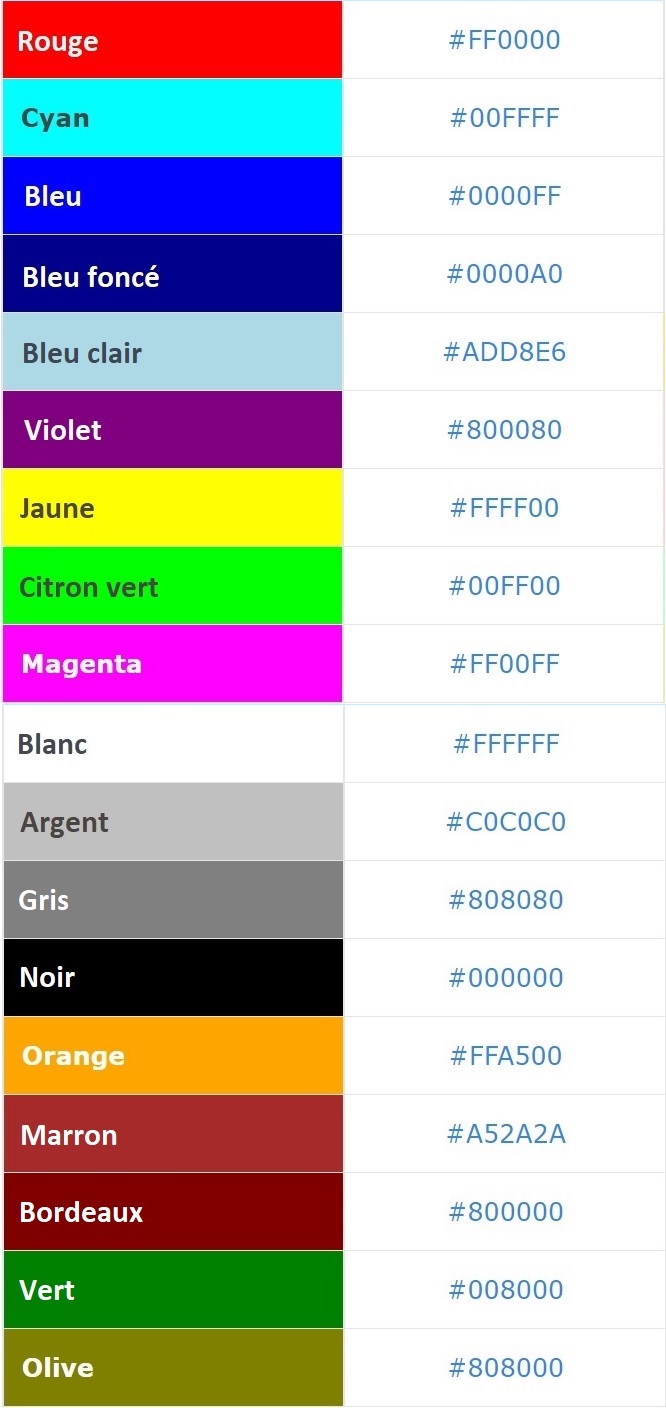 Rouge #FF0000
Cyan #00FFFF
Bleu #0000FF
Bleu foncé #0000A0
Bleu clair #ADD8E6
Violet #800080
Jaune #FFFF00
Citron vert #00FF00
Magenta #FF00FF
Blanc #FFFFFF
Argent #C0C0C0
Gris #808080
Noir #000000
Orange #FFA500
Marron #A52A2A
Bordeaux #800000
Vert #008000
Olive #808000